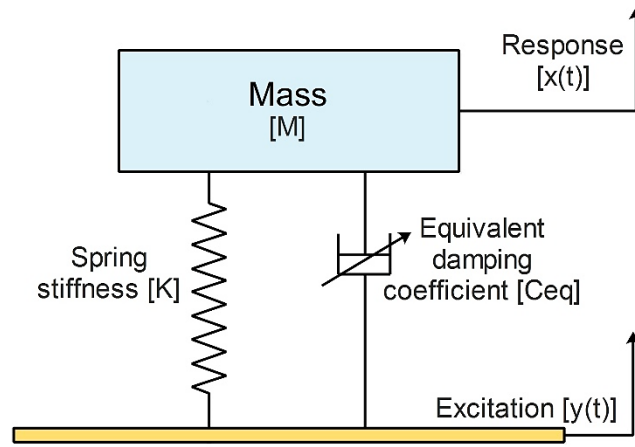 Response
[x(t)]
Mass
[M]
Spring
stiffness [K]
Equivalent
damping
coefficient [Ceq]
Excitation [y(t)]